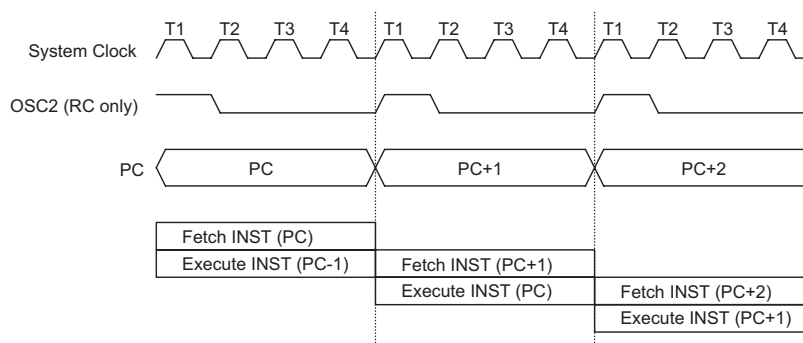 T1 T2 T3 T4 T1 T2 T3 T4 T1 T2 T3 T4
System Clock
OSC2 (RC only)
PC PC PC+1 PC+2
Fetch INST (PC)
Execute INST (PC-1) Fetch INST (PC+1)
Execute INST (PC) Fetch INST (PC+2)
Execute INST (PC+1)